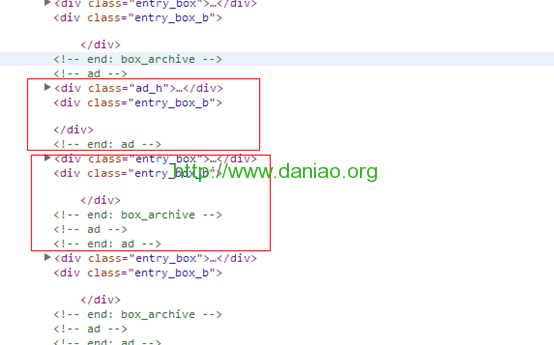 ▶<div class="entry_box">…</div>
<div class="entry_box_b">
</div>
<!-- end: box_archive -->
<!-- ad -->
▶<div class="ad_h">…</div>
<div class="entry_box_b">
</div>
<!-- end: ad -->
▶<div class="entry_box">…</div>
<div class="entry_box_b">
http://www.daniao.org
</div>
<!-- end: box_archive -->
<!-- ad -->
<!-- end: ad -->
▶<div class="entry_box">…</div>
<div class="entry_box_b">
</div>
<!-- end: box_archive -->
<!-- ad -->
<!-- end: ad -->